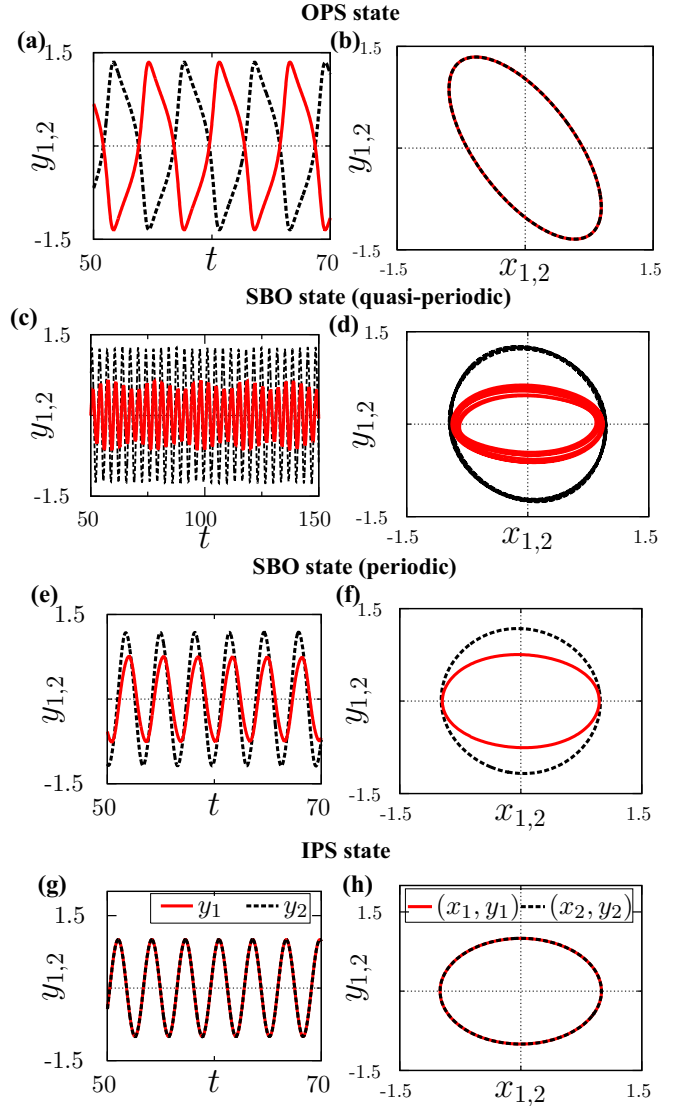 OPS state
(a) (b)
y1,2
-1.5
1.5
50
t
70
y1,2
-1.5
-1.5
x1,2
1.5
1.5
SBO state (quasi-periodic)
(c) (d)
1.5
y1,2
-1.5
50
100
t
150
1.5
y1,2
-1.5
-1.5
x1,2
1.5
SBO state (periodic)
(e) (f)
1.5
y1,2
-1.5
50
t
70
1.5
y1,2
-1.5
-1.5
x1,2
1.5
IPS state
(g) (h)
y1 y2
1.5
y1,2
-1.5
50
t
70
(x1, y1) (x2, y2)
1.5
y1,2
-1.5
-1.5
x1,2
1.5